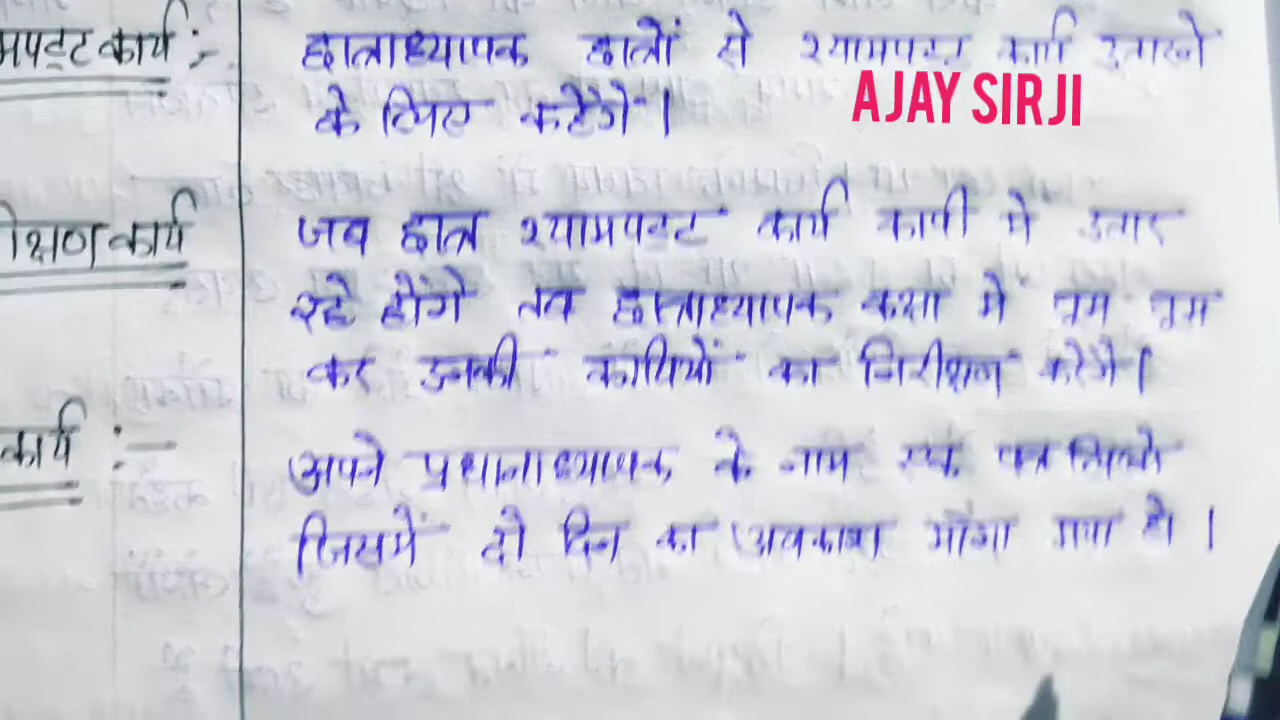 मपट्ट कार्य :- छात्राध्यापक छात्रों से श्यामपट्ट कार्य उतारने
AJAY SIRJI
के लिए कहेंगे।
ीक्षण कार्य जब छात्र श्यामपट्ट कार्य कापी में उतार
रहे होंगे तब छात्राध्यापक कक्षा में घूम घूम
कर उनकी कापियों का निरीक्षण करेंगे।
कार्य :- अपने प्रधानाध्यापक के नाम एक पत्र लिखो
जिसमें दो दिन का अवकाश माँगा गया हो।